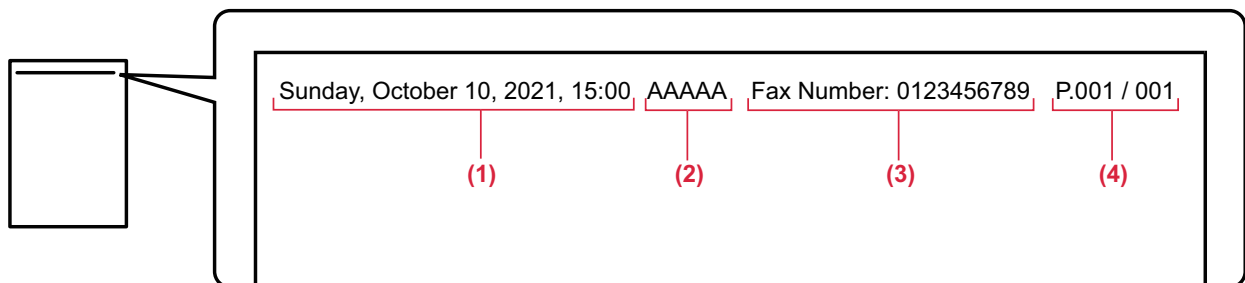 Sunday, October 10, 2021, 15:00 AAAAA Fax Number: 0123456789 P.001 / 001
(1) (2) (3) (4)